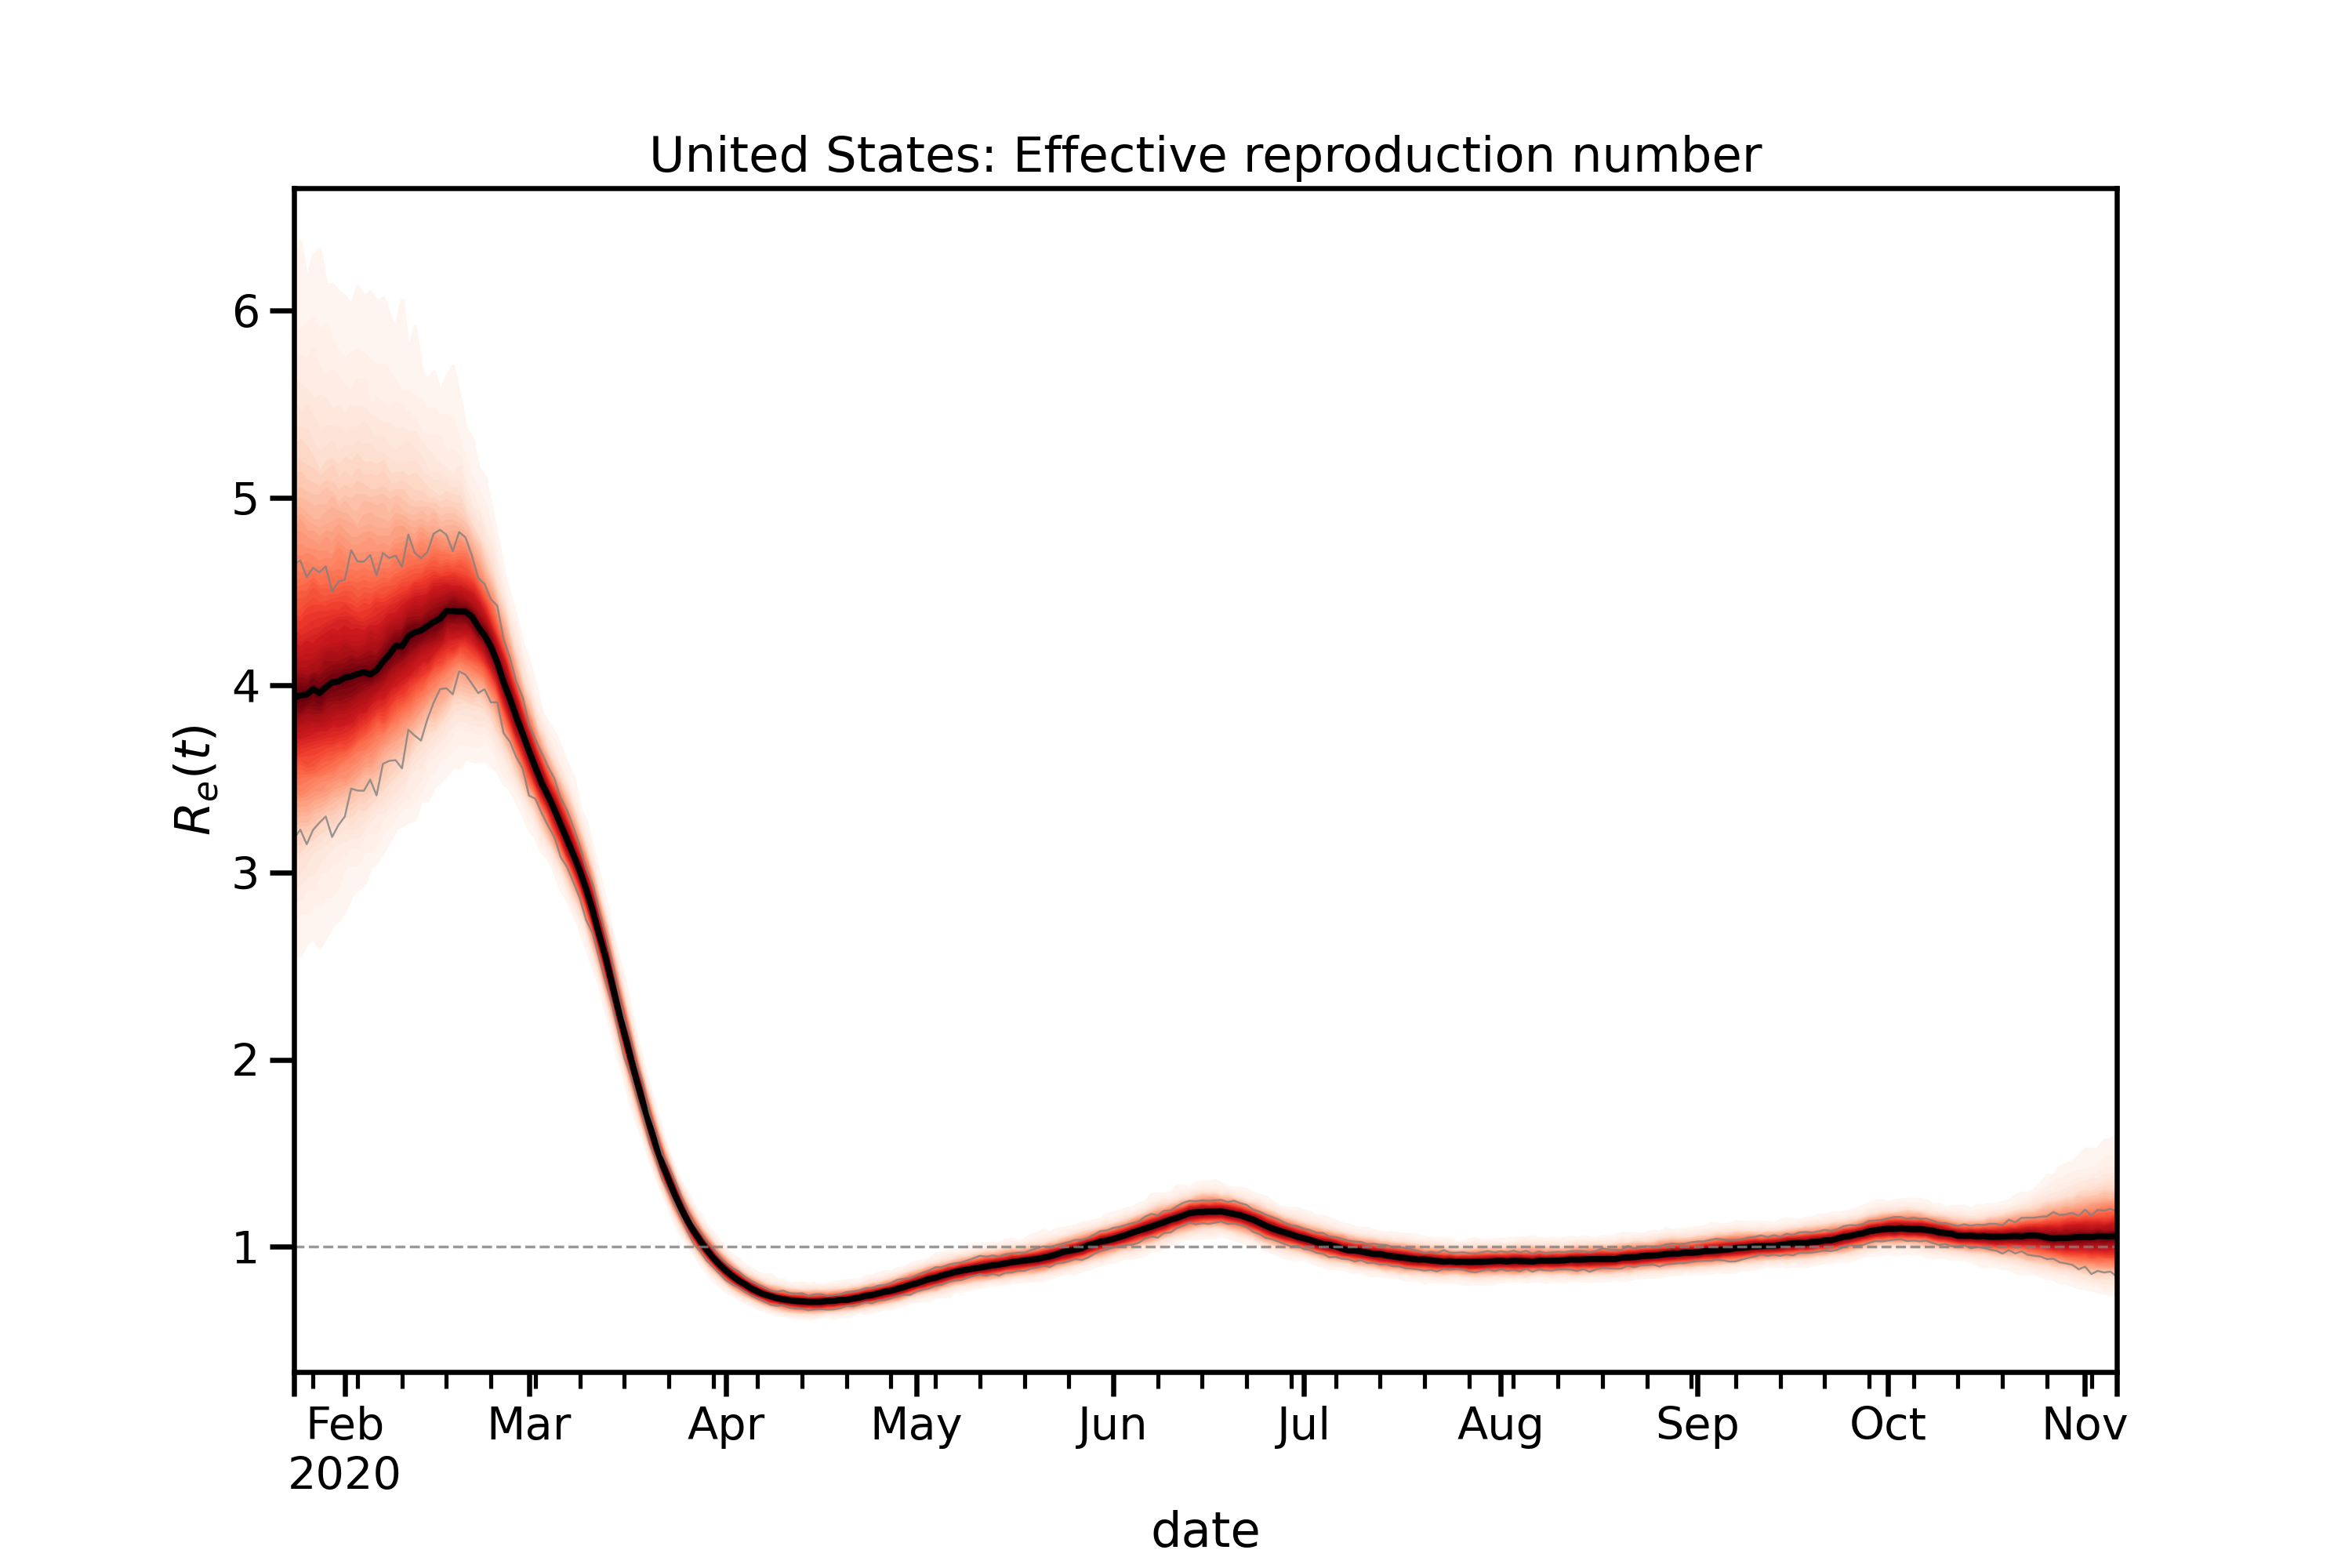 United States: Effective reproduction number
6
5
4
3
2
1
R_e(t)
Feb Mar Apr May Jun Jul Aug Sep Oct Nov
2020
date